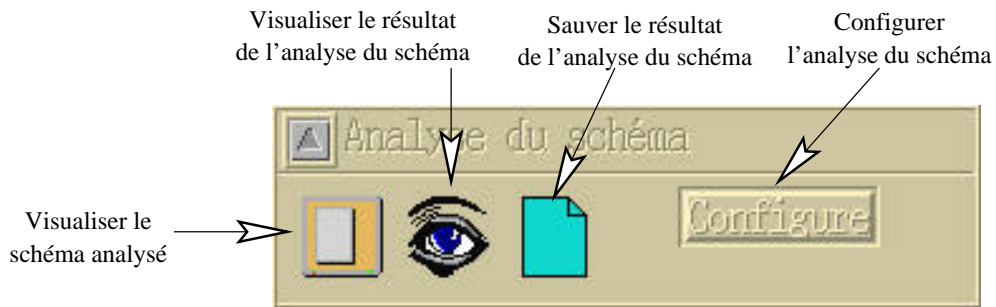 Visualiser le résultat
de l'analyse du schéma
Sauver le résultat
de l'analyse du schéma
Configurer
l'analyse du schéma
Analyse du schéma
Visualiser le
schéma analysé
Configure